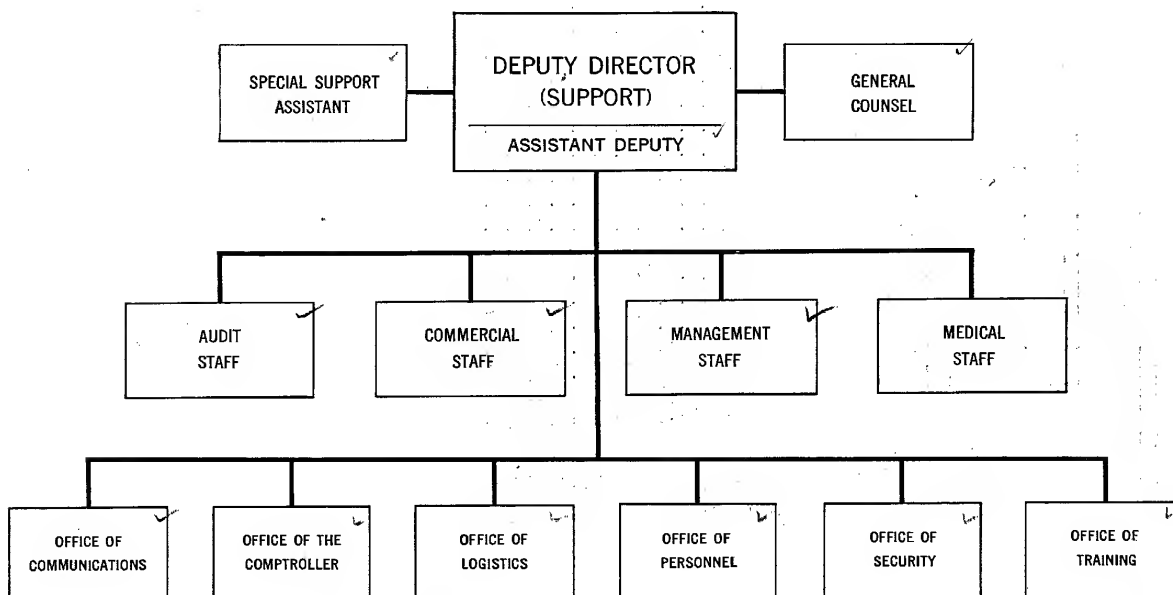 SPECIAL SUPPORT
ASSISTANT
DEPUTY DIRECTOR
(SUPPORT)
ASSISTANT DEPUTY
GENERAL
COUNSEL
AUDIT
STAFF
COMMERCIAL
STAFF
MANAGEMENT
STAFF
MEDICAL
STAFF
OFFICE OF
COMMUNICATIONS
OFFICE OF THE
COMPTROLLER
OFFICE OF
LOGISTICS
OFFICE OF
PERSONNEL
OFFICE OF
SECURITY
OFFICE OF
TRAINING